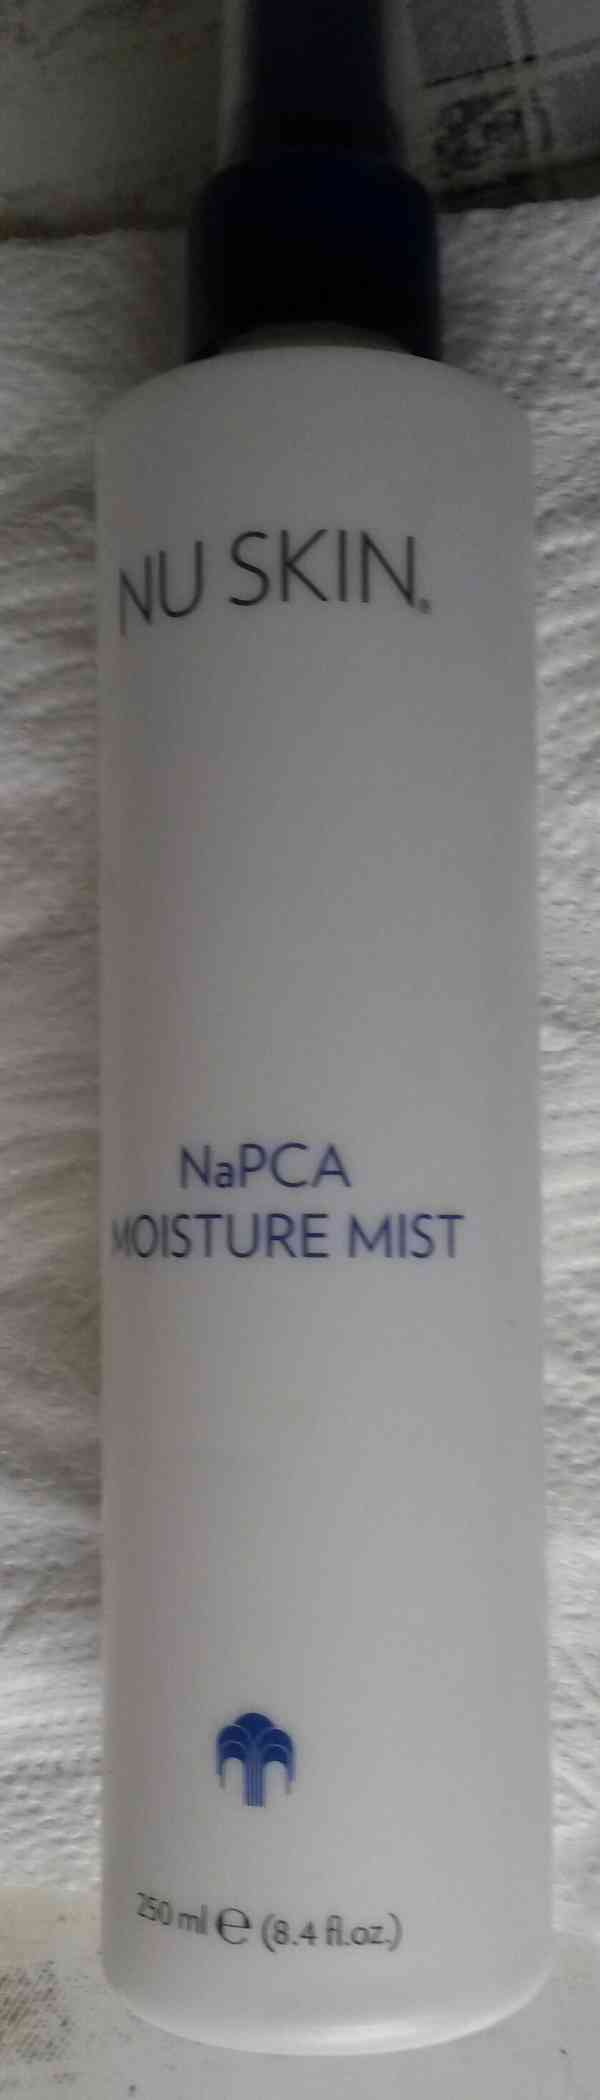 NU SKIN®
NaPCA
MOISTURE MIST
250 ml ℮ (8.4 fl.oz.)